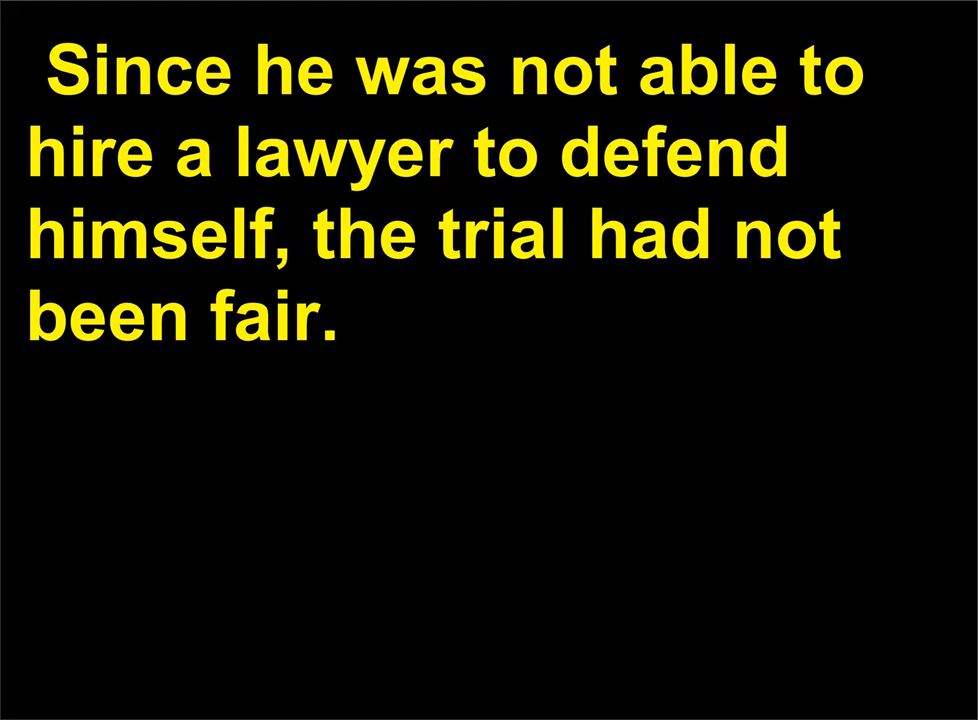 Since he was not able to
hire a lawyer to defend
himself, the trial had not
been fair.